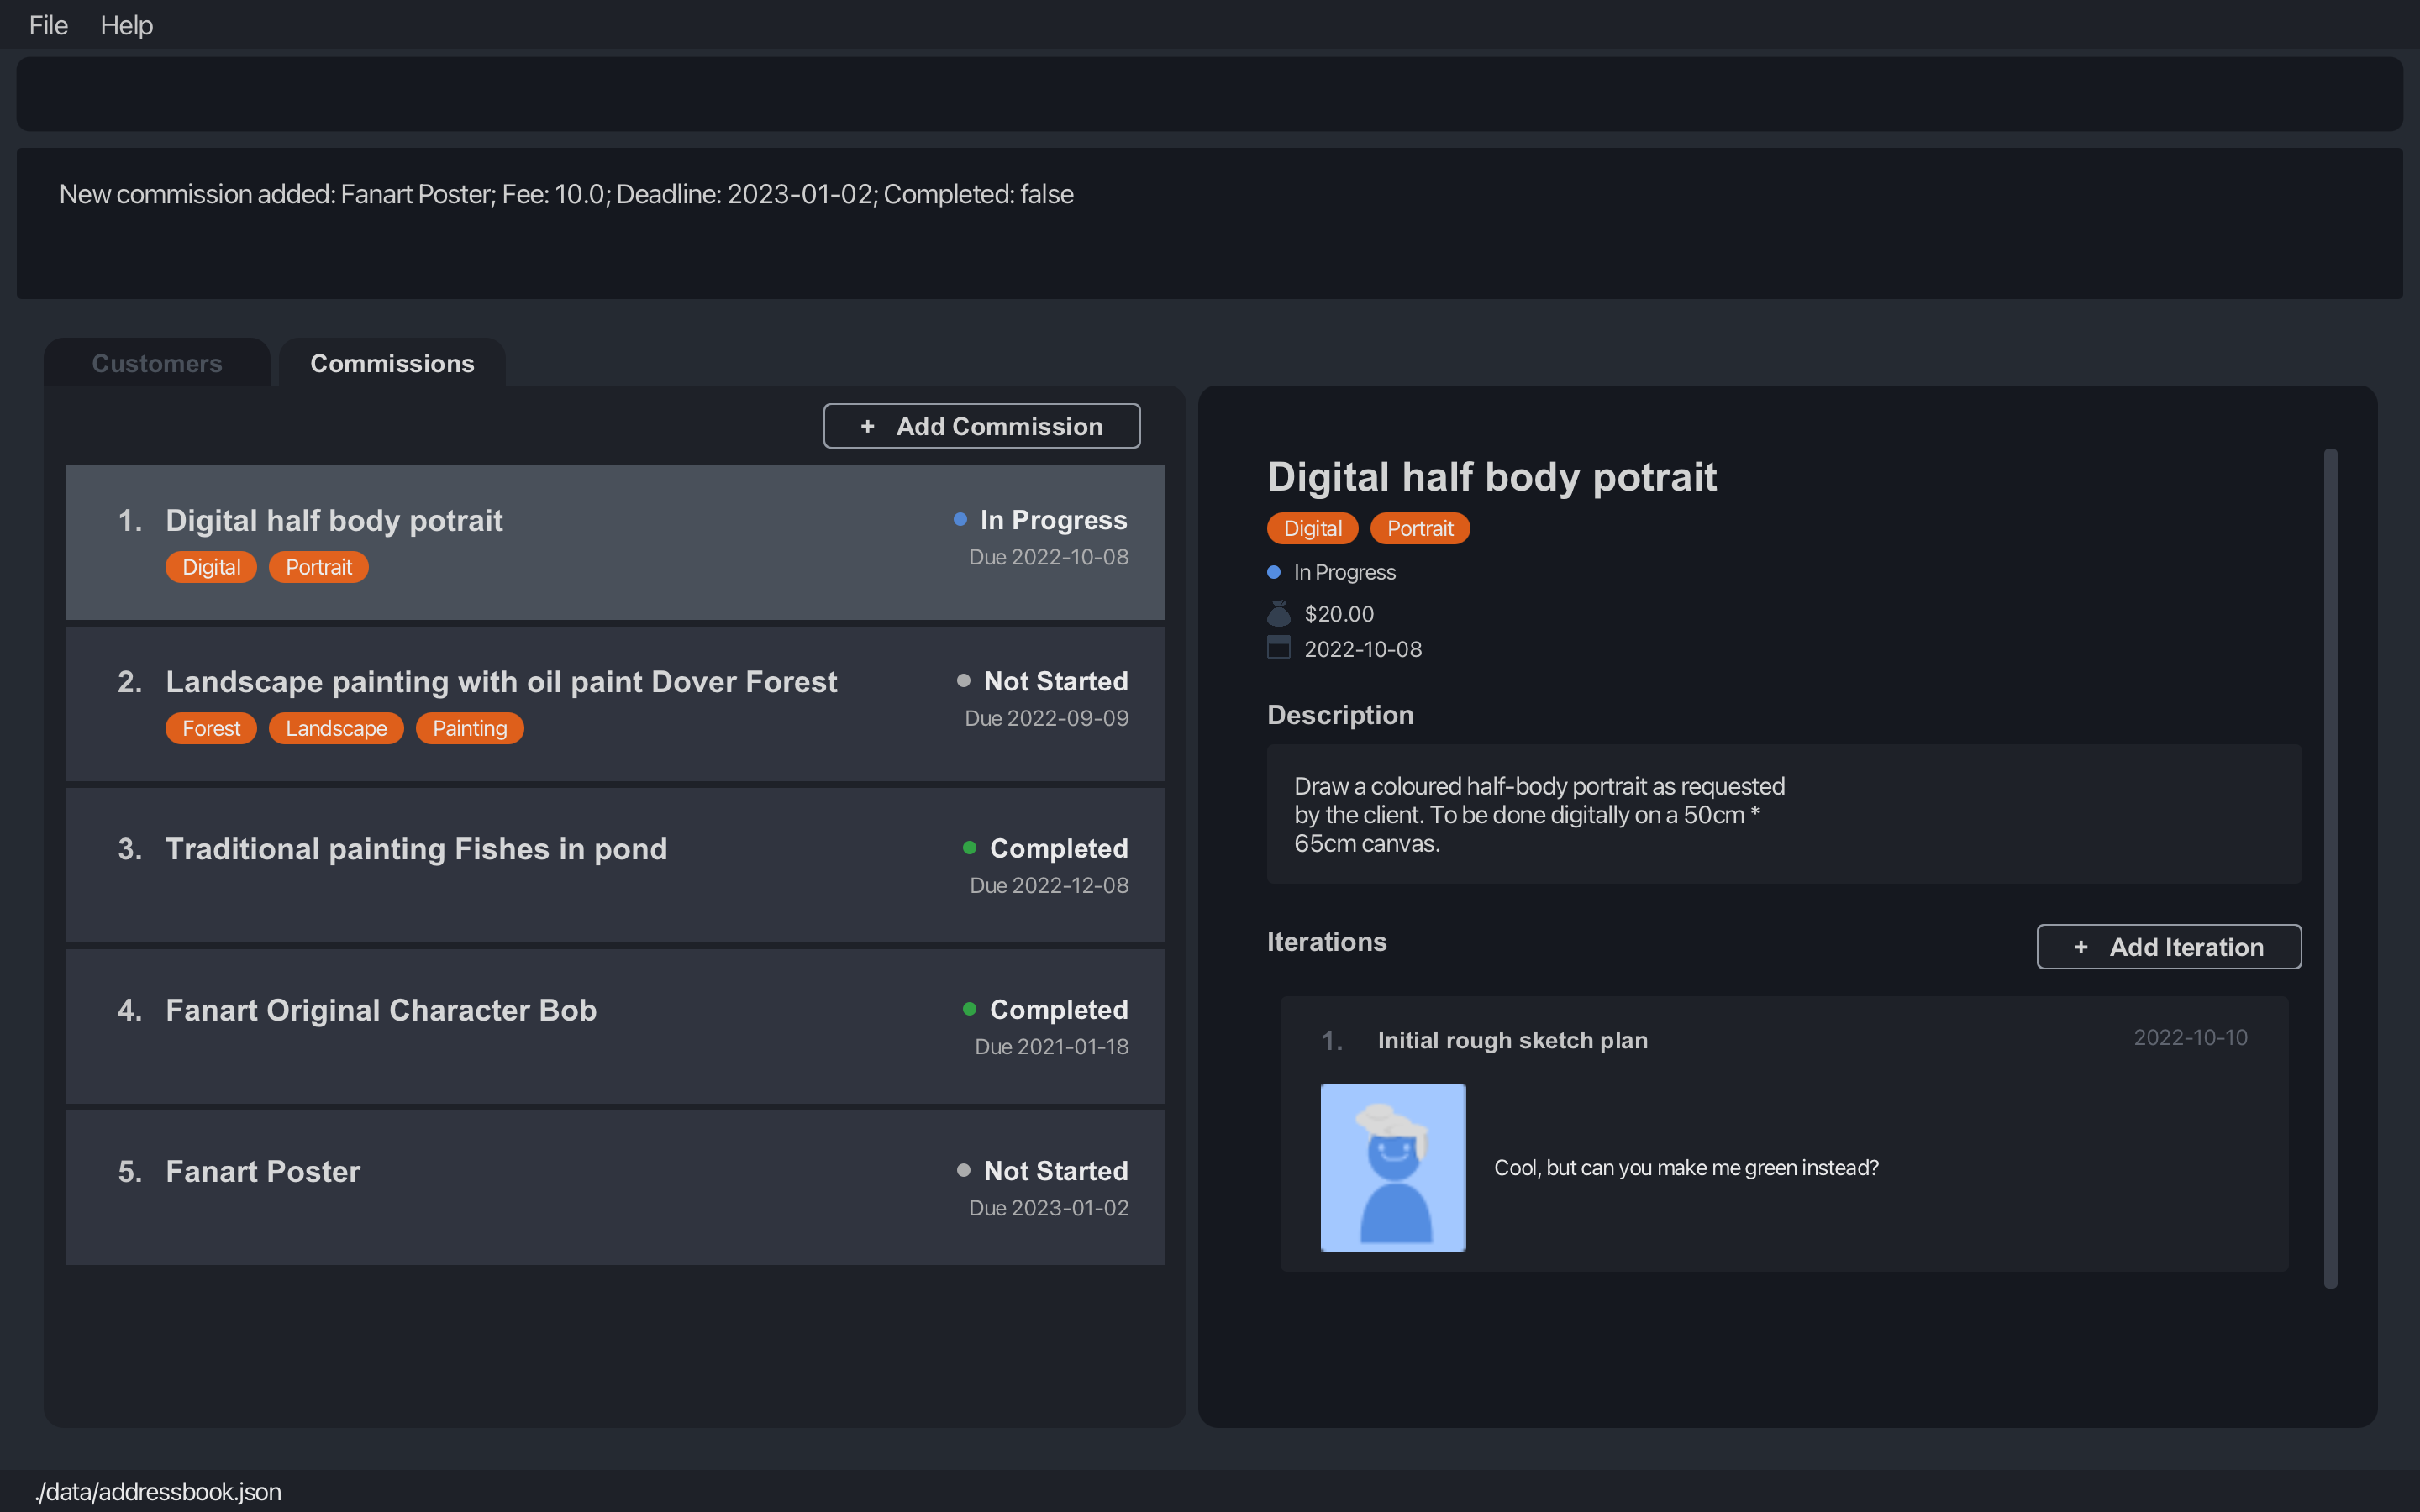 File Help
New commission added: Fanart Poster; Fee: 10.0; Deadline: 2023-01-02; Completed: false
Customers Commissions
+ Add Commission
1. Digital half body potrait
Digital Portrait
In Progress
Due 2022-10-08
2. Landscape painting with oil paint Dover Forest
Forest Landscape Painting
Not Started
Due 2022-09-09
3. Traditional painting Fishes in pond
Completed
Due 2022-12-08
4. Fanart Original Character Bob
Completed
Due 2021-01-18
5. Fanart Poster
Not Started
Due 2023-01-02
Digital half body potrait
Digital Portrait
In Progress
$20.00
2022-10-08
Description
Draw a coloured half-body portrait as requested
by the client. To be done digitally on a 50cm *
65cm canvas.
Iterations
+ Add Iteration
1. Initial rough sketch plan
2022-10-10
Cool, but can you make me green instead?
./data/addressbook.json